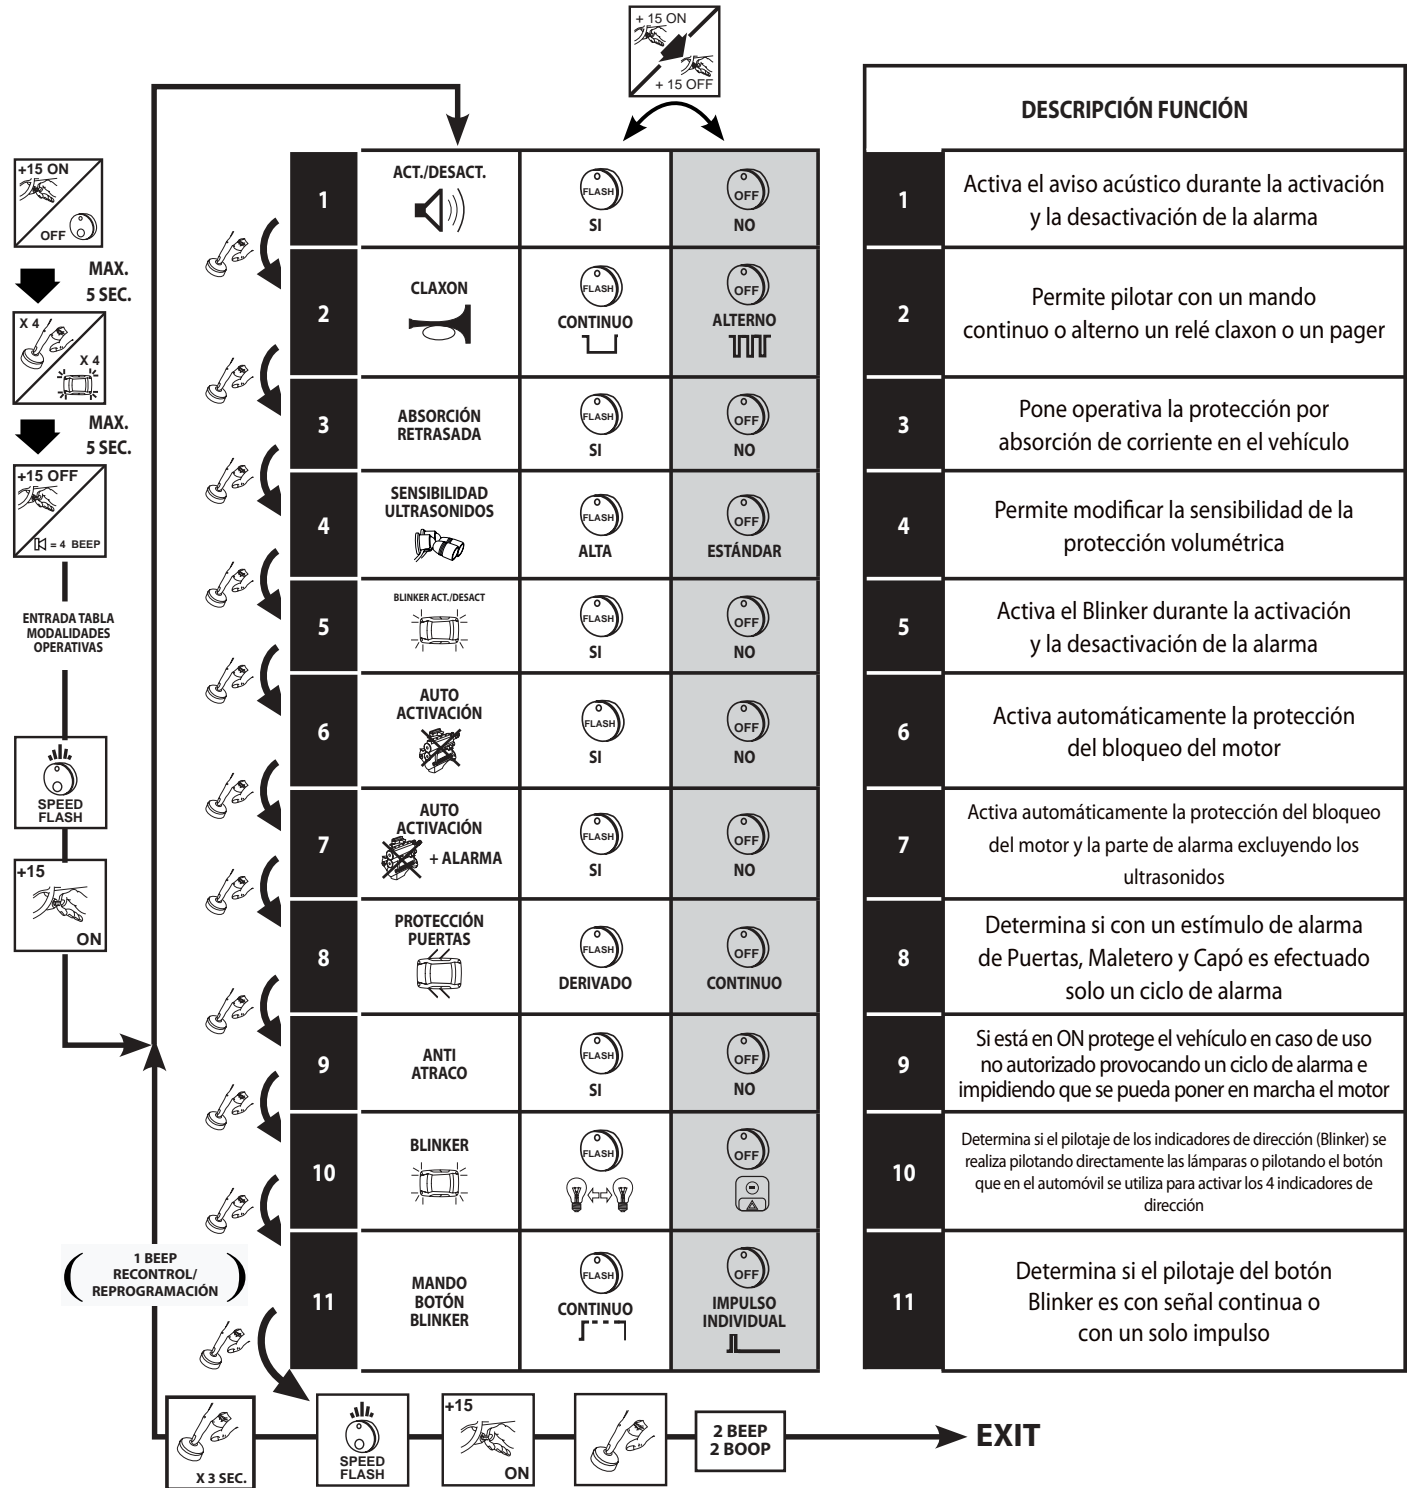 + 15 ON
+ 15 OFF
DESCRIPCIÓN FUNCIÓN
+15 ON
OFF
MAX.
5 SEC.
X 4
X 4
MAX.
5 SEC.
+15 OFF
= 4 BEEP
ENTRADA TABLA
MODALIDADES
OPERATIVAS
SPEED
FLASH
+15
ON
1
ACT./DESACT.
FLASH
SI
OFF
NO
2
CLAXON
FLASH
CONTINUO
OFF
ALTERNO
3
ABSORCIÓN
RETRASADA
FLASH
SI
OFF
NO
4
SENSIBILIDAD
ULTRASONIDOS
FLASH
ALTA
OFF
ESTÁNDAR
5
BLINKER ACT./DESACT
FLASH
SI
OFF
NO
6
AUTO
ACTIVACIÓN
FLASH
SI
OFF
NO
7
AUTO
ACTIVACIÓN
+ ALARMA
FLASH
SI
OFF
NO
8
PROTECCIÓN
PUERTAS
FLASH
DERIVADO
OFF
CONTINUO
9
ANTI
ATRACO
FLASH
SI
OFF
NO
10
BLINKER
FLASH
OFF
11
MANDO
BOTÓN
BLINKER
FLASH
CONTINUO
OFF
IMPULSO
INDIVIDUAL
1
Activa el aviso acústico durante la activación
y la desactivación de la alarma
2
Permite pilotar con un mando
continuo o alterno un relé claxon o un pager
3
Pone operativa la protección por
absorción de corriente en el vehículo
4
Permite modificar la sensibilidad de la
protección volumétrica
5
Activa el Blinker durante la activación
y la desactivación de la alarma
6
Activa automáticamente la protección
del bloqueo del motor
7
Activa automáticamente la protección del bloqueo
del motor y la parte de alarma excluyendo los
ultrasonidos
8
Determina si con un estímulo de alarma
de Puertas, Maletero y Capó es efectuado
solo un ciclo de alarma
9
Si está en ON protege el vehículo en caso de uso
no autorizado provocando un ciclo de alarma e
impidiendo que se pueda poner en marcha el motor
10
Determina si el pilotaje de los indicadores de dirección (Blinker) se
realiza pilotando directamente las lámparas o pilotando el botón
que en el automóvil se utiliza para activar los 4 indicadores de
dirección
11
Determina si el pilotaje del botón
Blinker es con señal continua o
con un solo impulso
( 1 BEEP
RECONTROL/
REPROGRAMACIÓN )
X 3 SEC.
SPEED
FLASH
+15
ON
2 BEEP
2 BOOP
EXIT